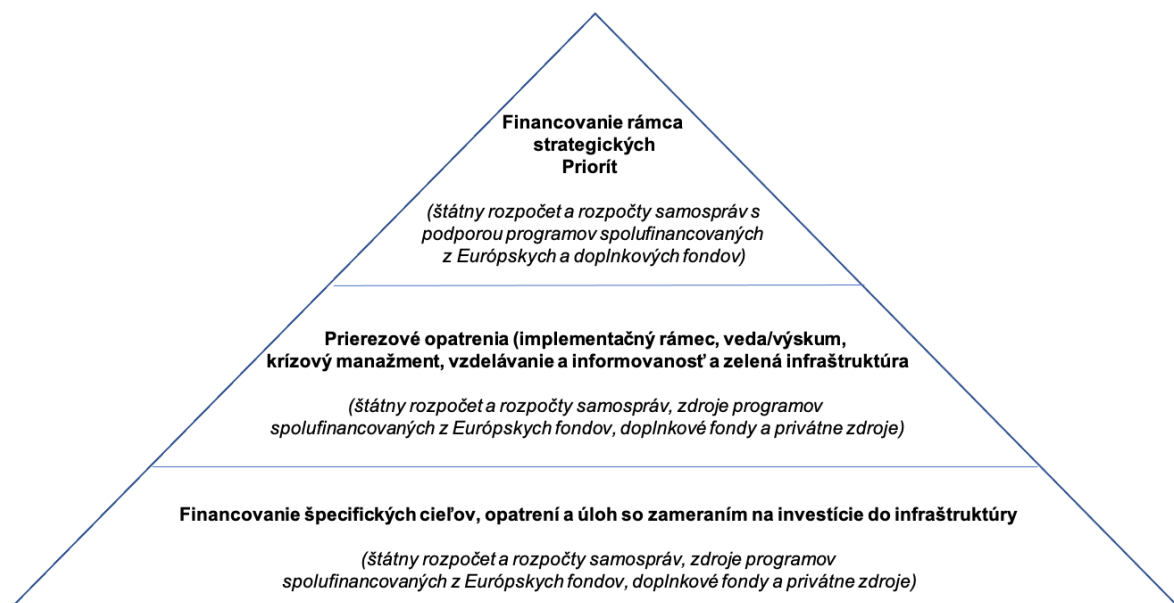 Financovanie rámca
strategických
Priorít
(štátny rozpočet a rozpočty samospráv s
podporou programov spolufinancovaných
z Európskych a doplnkových fondov)
Prierezové opatrenia (implementačný rámec, veda/výskum,
krízový manažment, vzdelávanie a informovanosť a zelená infraštruktúra
(štátny rozpočet a rozpočty samospráv, zdroje programov
spolufinancovaných z Európskych fondov, doplnkové fondy a privátne zdroje)
Financovanie špecifických cieľov, opatrení a úloh so zameraním na investície do infraštruktúry
(štátny rozpočet a rozpočty samospráv, zdroje programov
spolufinancovaných z Európskych fondov, doplnkové fondy a privátne zdroje)